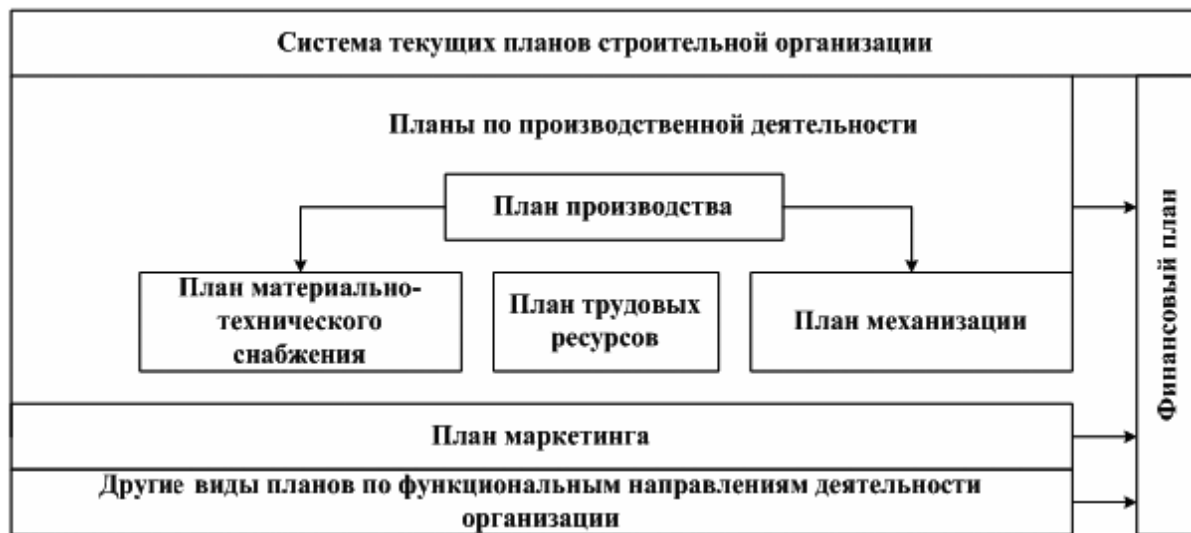 Система текущих планов строительной организации
Планы по производственной деятельности
План производства
План материально-
технического
снабжения
План трудовых
ресурсов
План механизации
План маркетинга
Другие виды планов по функциональным направлениям деятельности
организации
Финансовый план